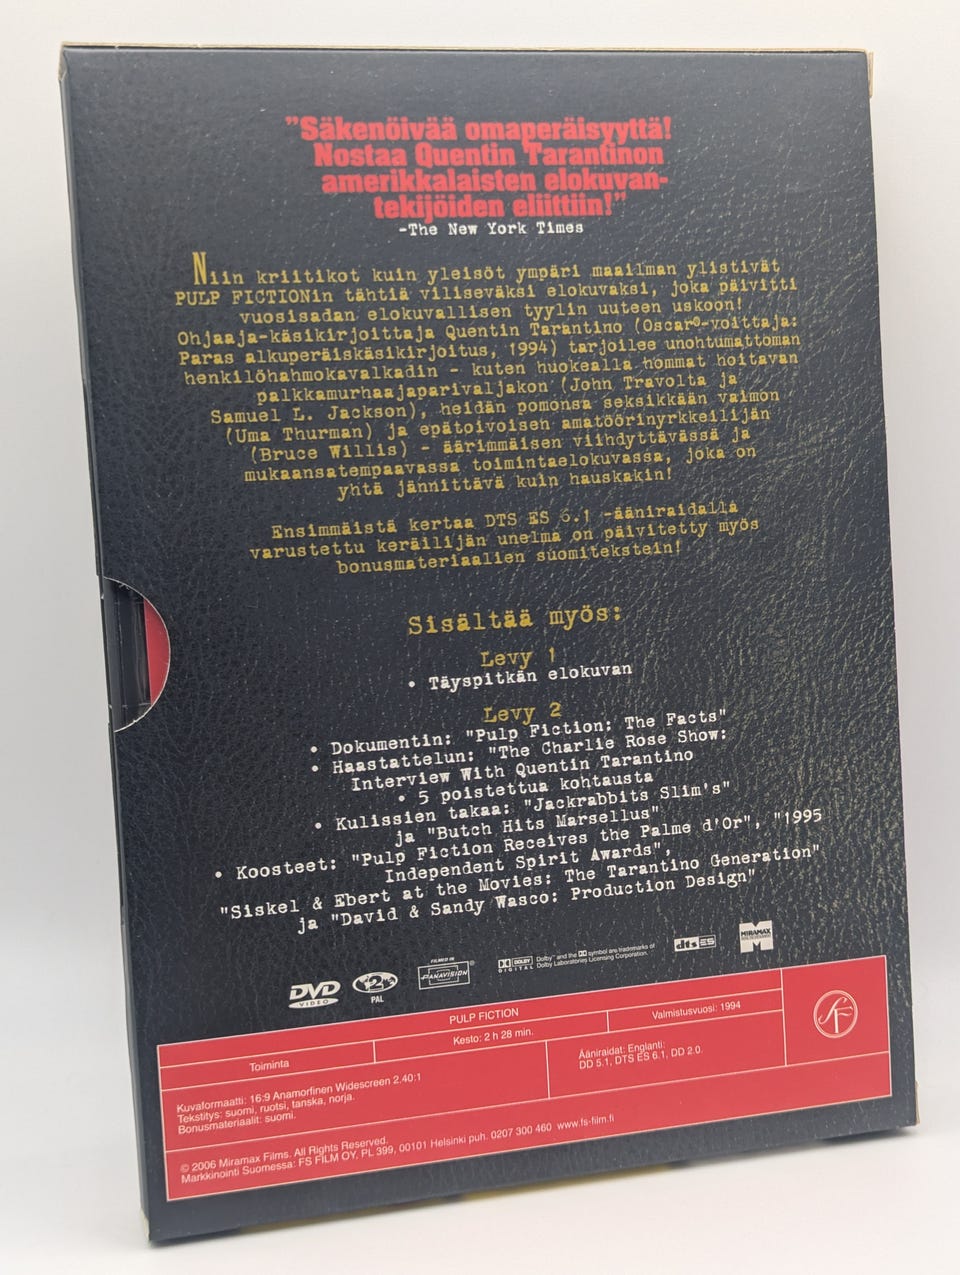 "Säkenöivää omaperäisyyttä!
Nostaa Quentin Tarantinon
amerikkalaisten elokuvan-
tekijöiden eliittiin!"
-The New York Times
Niin kriitikot kuin yleisöt ympäri maailman ylistivät
PULP FICTIONin tähtiä viliseväksi elokuvaksi, joka päivitti
vuosisadan elokuvallisen tyylin uuteen uskoon!
Ohjaaja-käsikirjoittaja Quentin Tarantino (Oscar®-voittaja:
Paras alkuperäiskäsikirjoitus, 1994) tarjoilee unohtumattoman
henkilöhahmokavalkadin - kuten huokealla hommat hoitavan
palkkamurhaajaparivaljakon (John Travolta ja
Samuel L. Jackson), heidän pomonsa seksikkään vaimon
(Uma Thurman) ja epätoivoisen amatöörinyrkkeilijän
(Bruce Willis) - äärimmäisen viihdyttävässä ja
mukaansatempaavassa toimintaelokuvassa, joka on
yhtä jännittävä kuin hauskakin!
Ensimmäistä kertaa DTS ES 6.1 -ääniraidalla
varustettu keräilijän unelma on päivitetty myös
bonusmateriaalien suomitekstein!
Sisältää myös:
Levy 1
• Täyspitkän elokuvan
Levy 2
• Dokumentin: "Pulp Fiction: The Facts"
• Haastattelun: "The Charlie Rose Show:
Interview With Quentin Tarantino
• 5 poistettua kohtausta
• Kulissien takaa: "Jackrabbits Slim's"
ja "Butch Hits Marsellus"
• Koosteet: "Pulp Fiction Receives the Palme d'Or", "1995
Independent Spirit Awards",
"Siskel & Ebert at the Movies: The Tarantino Generation"
ja "David & Sandy Wasco: Production Design"
DVD VIDEO
2 PAL
FILMED IN PANAVISION®
DOLBY DIGITAL
Dolby™ and the DD symbol are trademarks of
Dolby Laboratories Licensing Corporation.
dts ES
MIRAMAX
PULP FICTION
Toiminta
Kesto: 2 h 28 min.
Valmistusvuosi: 1994
SF
Kuvaformaatti: 16:9 Anamorfinen Widescreen 2.40:1
Tekstitys: suomi, ruotsi, tanska, norja.
Bonusmateriaalit: suomi.
Ääniraidat: Englanti:
DD 5.1, DTS ES 6.1, DD 2.0.
© 2006 Miramax Films. All Rights Reserved.
Markkinointi Suomessa: FS FILM OY, PL 399, 00101 Helsinki puh. 0207 300 460 www.fs-film.fi